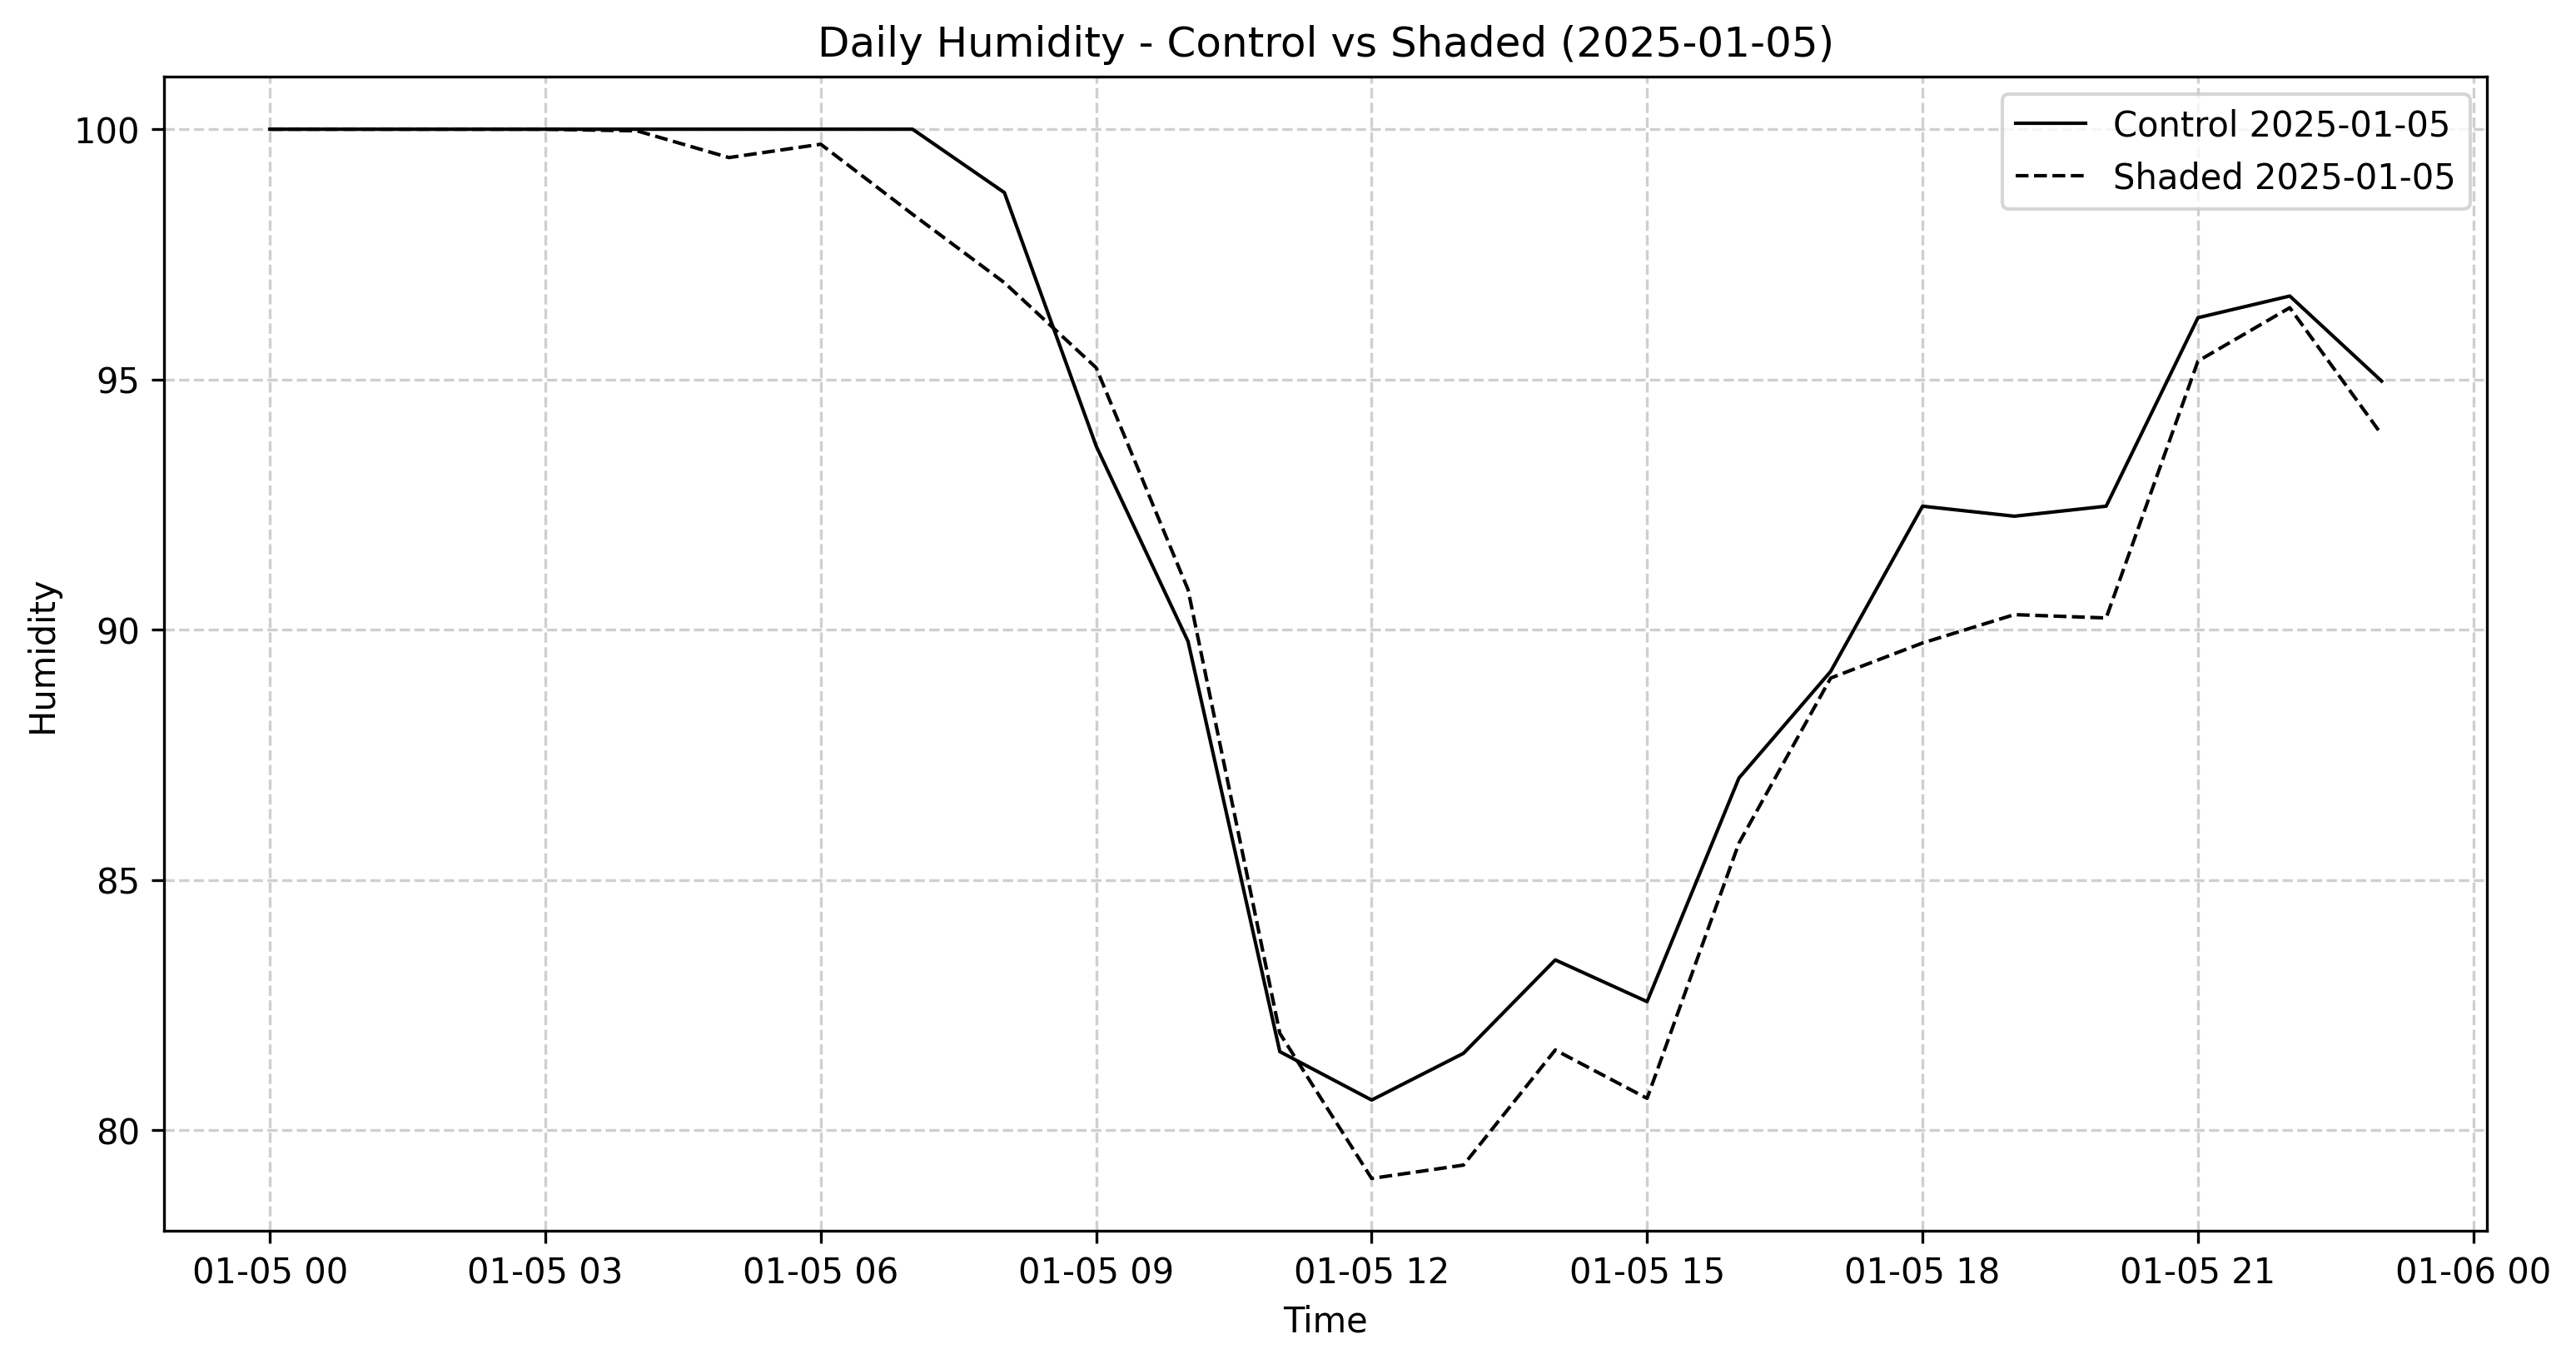 Daily Humidity - Control vs Shaded (2025-01-05)
Control 2025-01-05
Shaded 2025-01-05
Humidity
100
95
90
85
80
01-05 00
01-05 03
01-05 06
01-05 09
01-05 12
01-05 15
01-05 18
01-05 21
01-06 00
Time